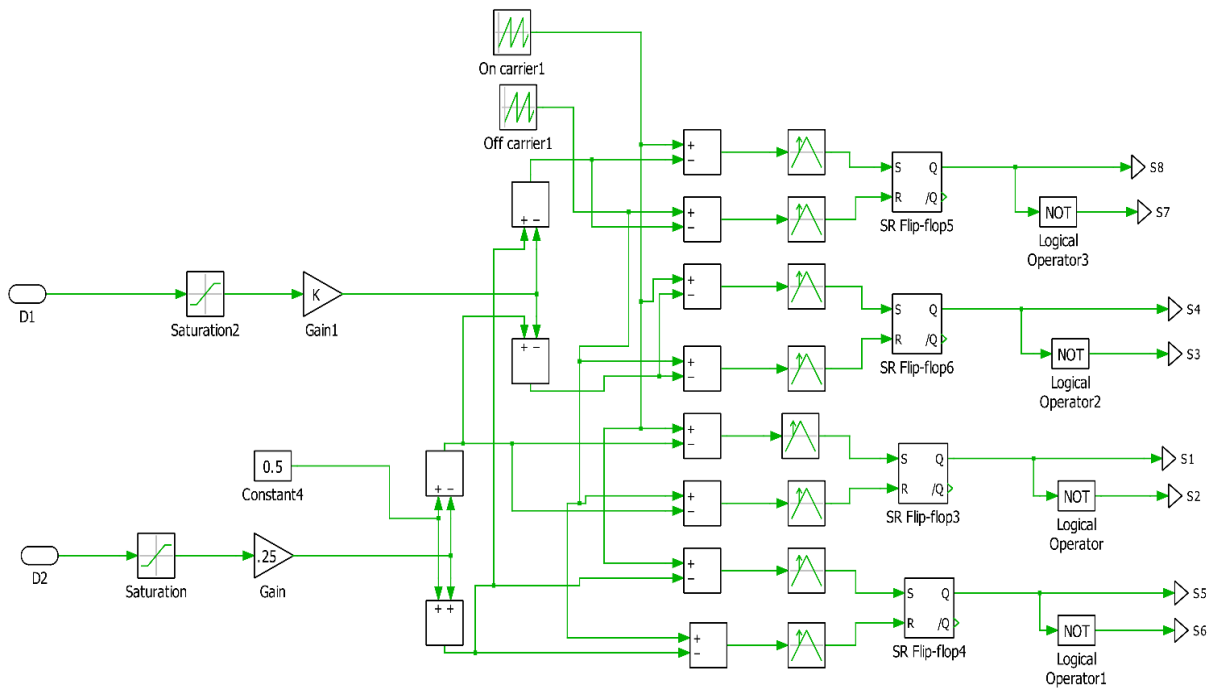 On carrier1
Off carrier1
+
−
S Q
R /Q
SR Flip-flop5
S8
NOT
S7
Logical
Operator3
+
−
+ −
D1
Saturation2
K
Gain1
+
−
S Q
R /Q
SR Flip-flop6
S4
NOT
S3
Logical
Operator2
+ −
+
−
+
−
S Q
R /Q
SR Flip-flop3
S1
NOT
S2
Logical
Operator
0.5
Constant4
+ −
+
−
D2
Saturation
.25
Gain
+
−
S Q
R /Q
SR Flip-flop4
S5
NOT
S6
Logical
Operator1
+ +
+
−